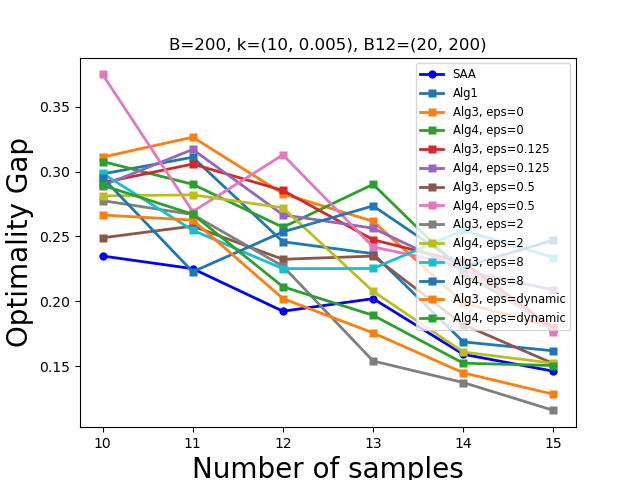 B=200, k=(10, 0.005), B12=(20, 200)
Optimality Gap
0.35
0.30
0.25
0.20
0.15
SAA
Alg1
Alg3, eps=0
Alg4, eps=0
Alg3, eps=0.125
Alg4, eps=0.125
Alg3, eps=0.5
Alg4, eps=0.5
Alg3, eps=2
Alg4, eps=2
Alg3, eps=8
Alg4, eps=8
Alg3, eps=dynamic
Alg4, eps=dynamic
10 11 12 13 14 15
Number of samples